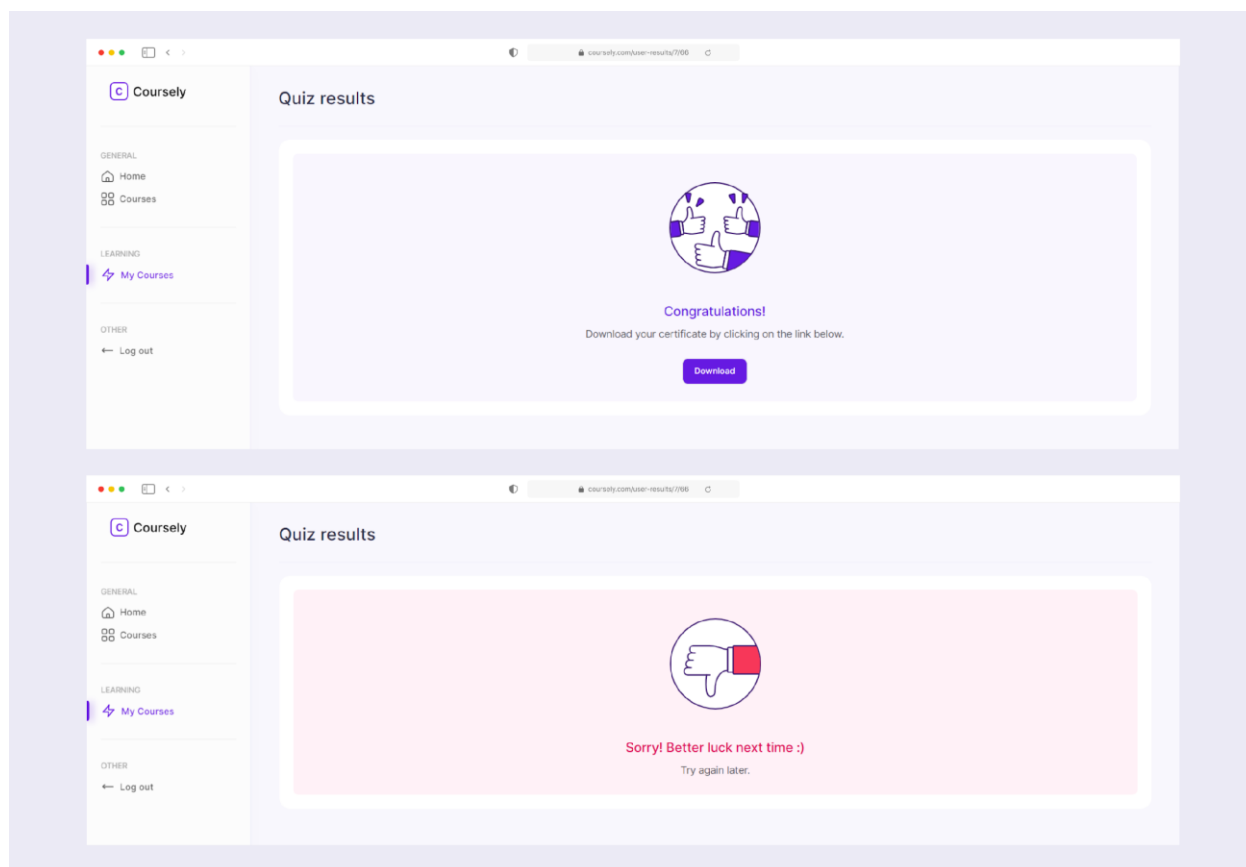 coursely.com/user-results/7/66
C Coursely
Quiz results
GENERAL
Home
Courses
LEARNING
My Courses
OTHER
Log out
Congratulations!
Download your certificate by clicking on the link below.
Download
coursely.com/user-results/7/66
C Coursely
Quiz results
GENERAL
Home
Courses
LEARNING
My Courses
OTHER
Log out
Sorry! Better luck next time :)
Try again later.